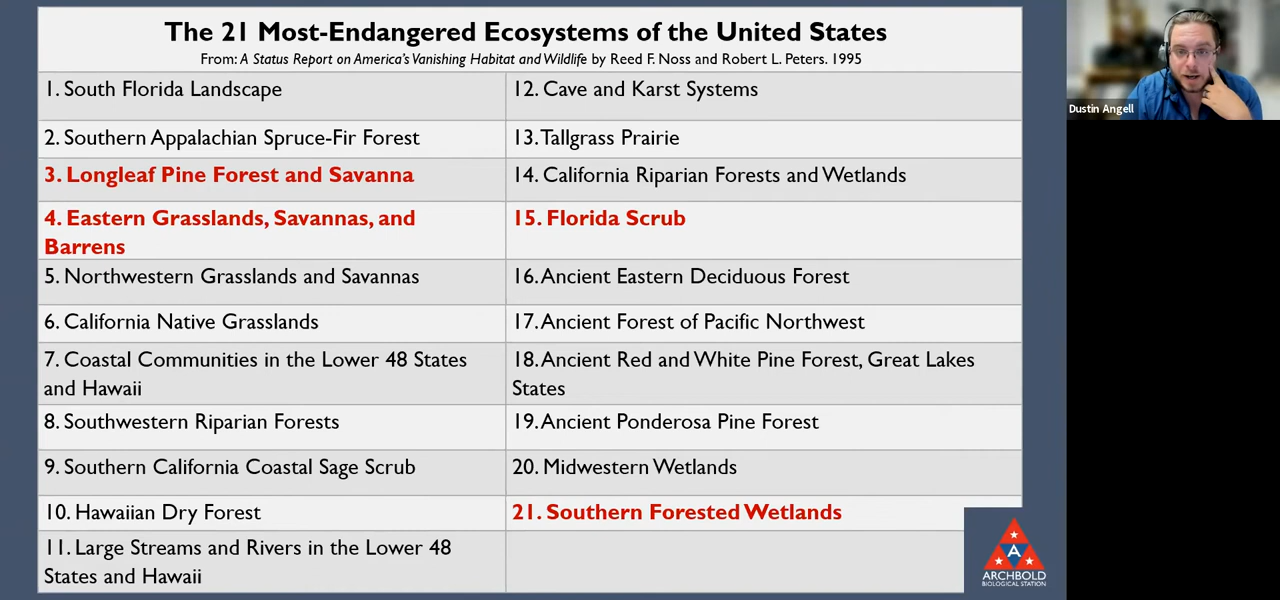 The 21 Most-Endangered Ecosystems of the United States
From: A Status Report on America's Vanishing Habitat and Wildlife by Reed F. Noss and Robert L. Peters. 1995
1. South Florida Landscape
2. Southern Appalachian Spruce-Fir Forest
3. Longleaf Pine Forest and Savanna
4. Eastern Grasslands, Savannas, and
Barrens
5. Northwestern Grasslands and Savannas
6. California Native Grasslands
7. Coastal Communities in the Lower 48 States
and Hawaii
8. Southwestern Riparian Forests
9. Southern California Coastal Sage Scrub
10. Hawaiian Dry Forest
11. Large Streams and Rivers in the Lower 48
States and Hawaii
12. Cave and Karst Systems
13. Tallgrass Prairie
14. California Riparian Forests and Wetlands
15. Florida Scrub
16. Ancient Eastern Deciduous Forest
17. Ancient Forest of Pacific Northwest
18. Ancient Red and White Pine Forest, Great Lakes
States
19. Ancient Ponderosa Pine Forest
20. Midwestern Wetlands
21. Southern Forested Wetlands
A
ARCHBOLD
BIOLOGICAL STATION
Dustin Angell